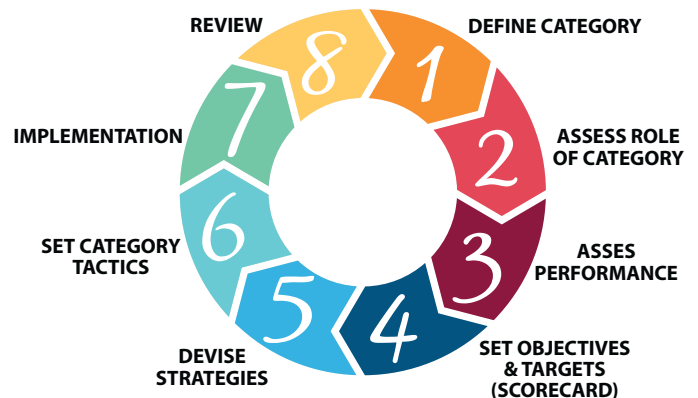 REVIEW
8
1
DEFINE CATEGORY
IMPLEMENTATION
7
2
ASSESS ROLE
OF CATEGORY
SET CATEGORY
TACTICS
6
3
ASSES
PERFORMANCE
DEVISE
STRATEGIES
5
4
SET OBJECTIVES
& TARGETS
(SCORECARD)